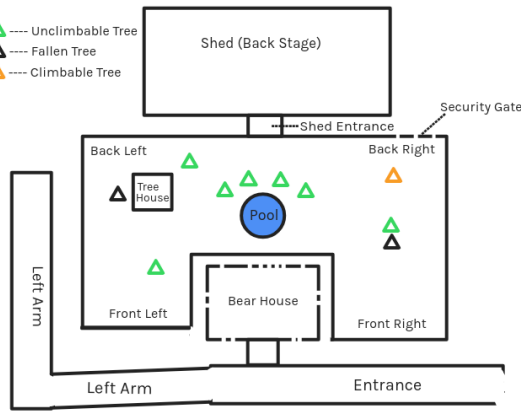 ---- Unclimbable Tree
---- Fallen Tree
---- Climbable Tree
Shed (Back Stage)
Security Gate
Shed Entrance
Back Left
Back Right
Tree
House
Pool
Left Arm
Bear House
Front Left
Front Right
Left Arm
Entrance